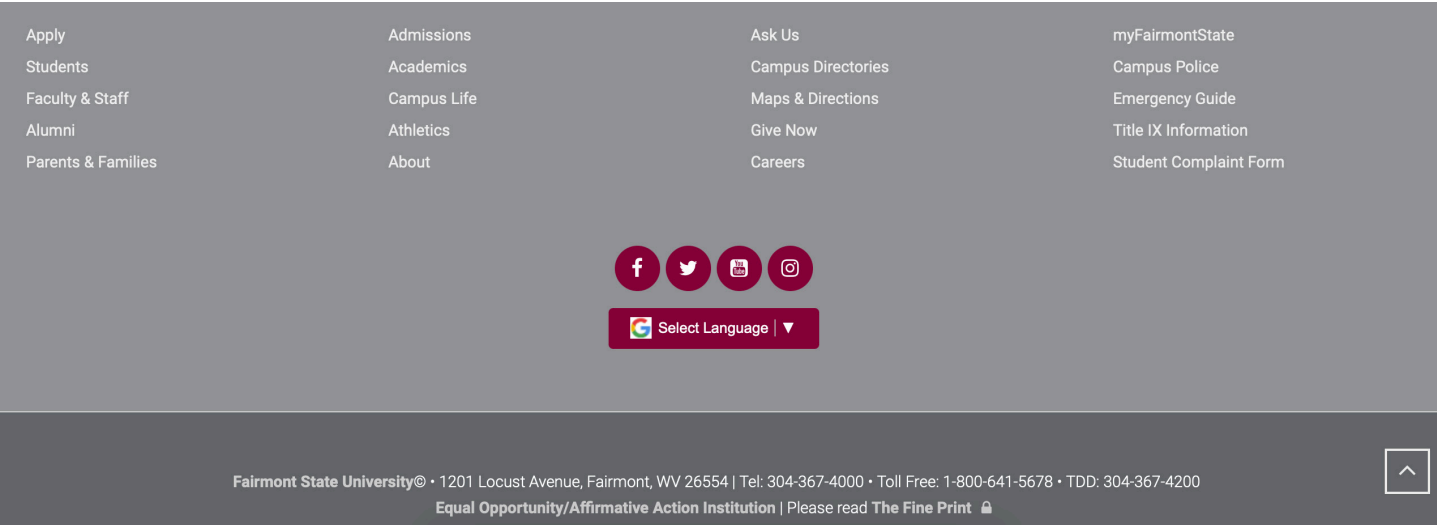 Apply Admissions Ask Us myFairmontState
Students Academics Campus Directories Campus Police
Faculty & Staff Campus Life Maps & Directions Emergency Guide
Alumni Athletics Give Now Title IX Information
Parents & Families About Careers Student Complaint Form
You Tube
G Select Language | ▼
Fairmont State University© • 1201 Locust Avenue, Fairmont, WV 26554 | Tel: 304-367-4000 • Toll Free: 1-800-641-5678 • TDD: 304-367-4200
Equal Opportunity/Affirmative Action Institution | Please read The Fine Print